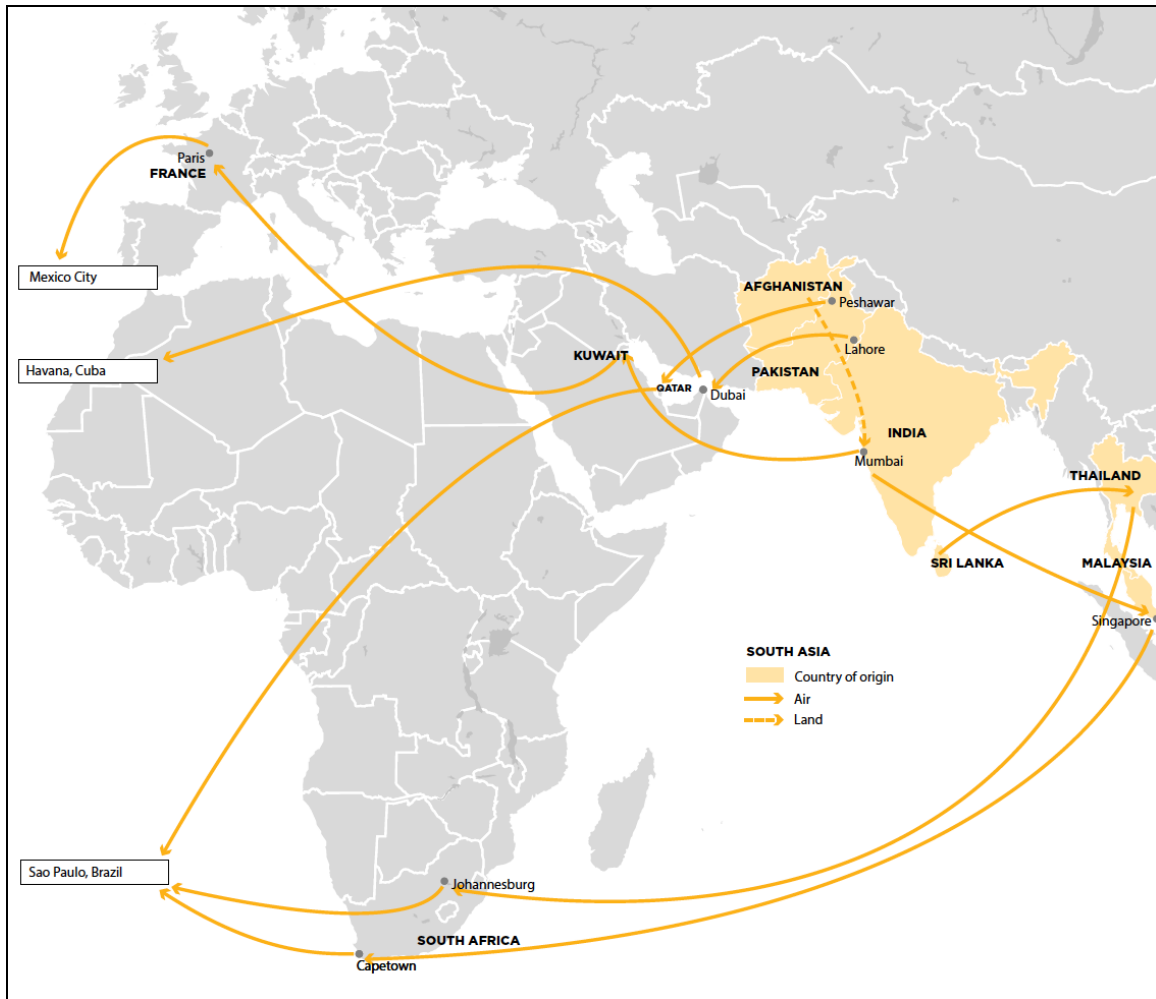 Paris
FRANCE
Mexico City
AFGHANISTAN
Peshawar
Lahore
KUWAIT
Havana, Cuba
PAKISTAN
QATAR
Dubai
INDIA
Mumbai
THAILAND
SRI LANKA
MALAYSIA
Singapore
SOUTH ASIA
Country of origin
Air
Land
Sao Paulo, Brazil
Johannesburg
SOUTH AFRICA
Capetown